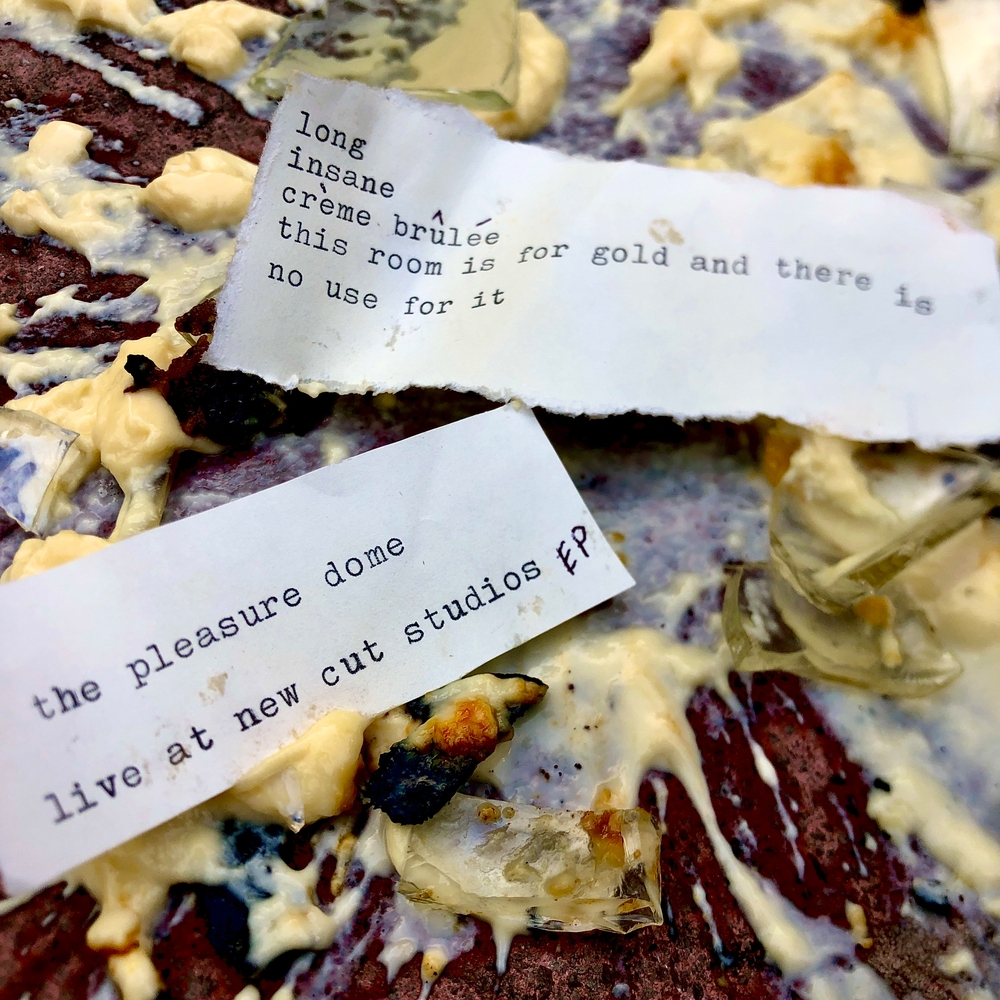 long
insane
crème brûlée
this room is for gold and there is
no use for it
the pleasure dome
live at new cut studios EP